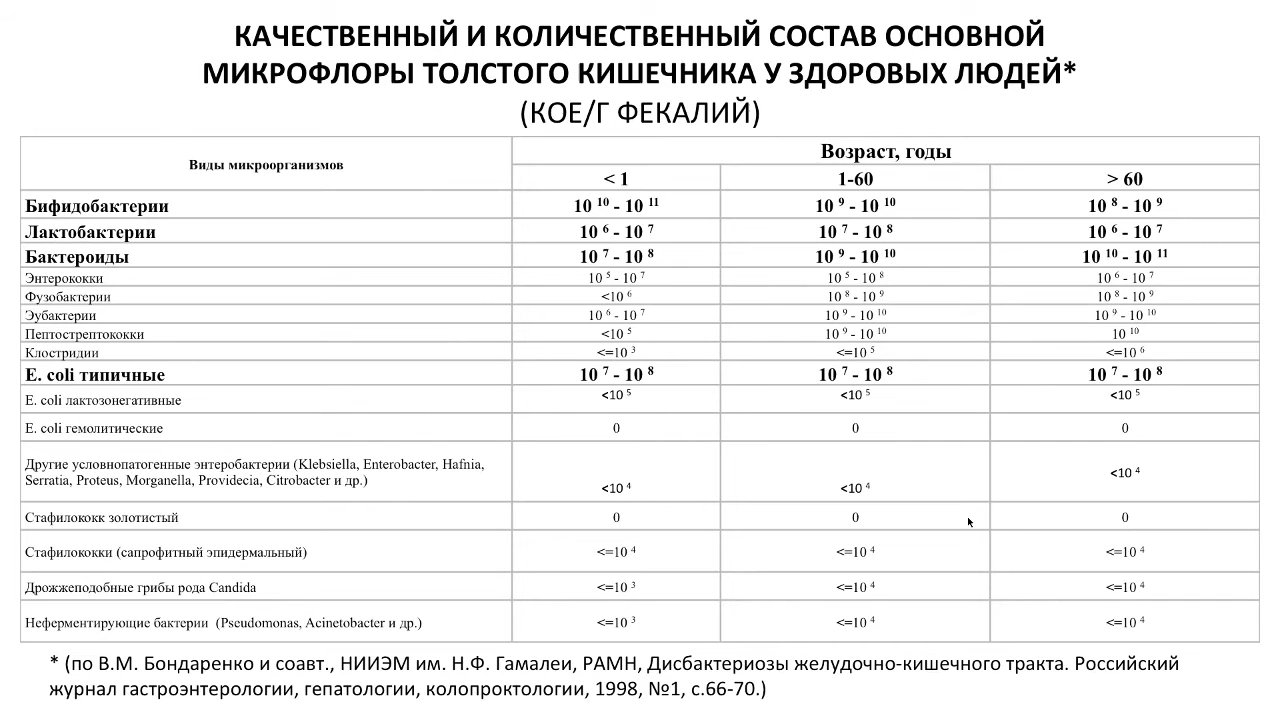 КАЧЕСТВЕННЫЙ И КОЛИЧЕСТВЕННЫЙ СОСТАВ ОСНОВНОЙ
МИКРОФЛОРЫ ТОЛСТОГО КИШЕЧНИКА У ЗДОРОВЫХ ЛЮДЕЙ*
(КОЕ/Г ФЕКАЛИЙ)
Виды микроорганизмов Возраст, годы
< 1 1-60 > 60
Бифидобактерии 10 ¹⁰ - 10 ¹¹ 10 ⁹ - 10 ¹⁰ 10 ⁸ - 10 ⁹
Лактобактерии 10 ⁶ - 10 ⁷ 10 ⁷ - 10 ⁸ 10 ⁶ - 10 ⁷
Бактероиды 10 ⁷ - 10 ⁸ 10 ⁹ - 10 ¹⁰ 10 ¹⁰ - 10 ¹¹
Энтерококки 10 ⁵ - 10 ⁷ 10 ⁵ - 10 ⁸ 10 ⁶ - 10 ⁷
Фузобактерии <10 ⁶ 10 ⁸ - 10 ⁹ 10 ⁸ - 10 ⁹
Эубактерии 10 ⁶ - 10 ⁷ 10 ⁹ - 10 ¹⁰ 10 ⁹ - 10 ¹⁰
Пептострептококки <10 ⁵ 10 ⁹ - 10 ¹⁰ 10 ¹⁰
Клостридии <=10 ³ <=10 ⁵ <=10 ⁶
E. coli типичные 10 ⁷ - 10 ⁸ 10 ⁷ - 10 ⁸ 10 ⁷ - 10 ⁸
E. coli лактозонегативные <10 ⁵ <10 ⁵ <10 ⁵
E. coli гемолитические 0 0 0
Другие условнопатогенные энтеробактерии (Klebsiella, Enterobacter, Hafnia,
Serratia, Proteus, Morganella, Providecia, Citrobacter и др.) <10 ⁴ <10 ⁴ <10 ⁴
Стафилококк золотистый 0 0 0
Стафилококки (сапрофитный эпидермальный) <=10 ⁴ <=10 ⁴ <=10 ⁴
Дрожжеподобные грибы рода Candida <=10 ³ <=10 ⁴ <=10 ⁴
Неферментирующие бактерии (Pseudomonas, Acinetobacter и др.) <=10 ³ <=10 ⁴ <=10 ⁴
* (по В.М. Бондаренко и соавт., НИИЭМ им. Н.Ф. Гамалеи, РАМН, Дисбактериозы желудочно-кишечного тракта. Российский
журнал гастроэнтерологии, гепатологии, колопроктологии, 1998, №1, с.66-70.)